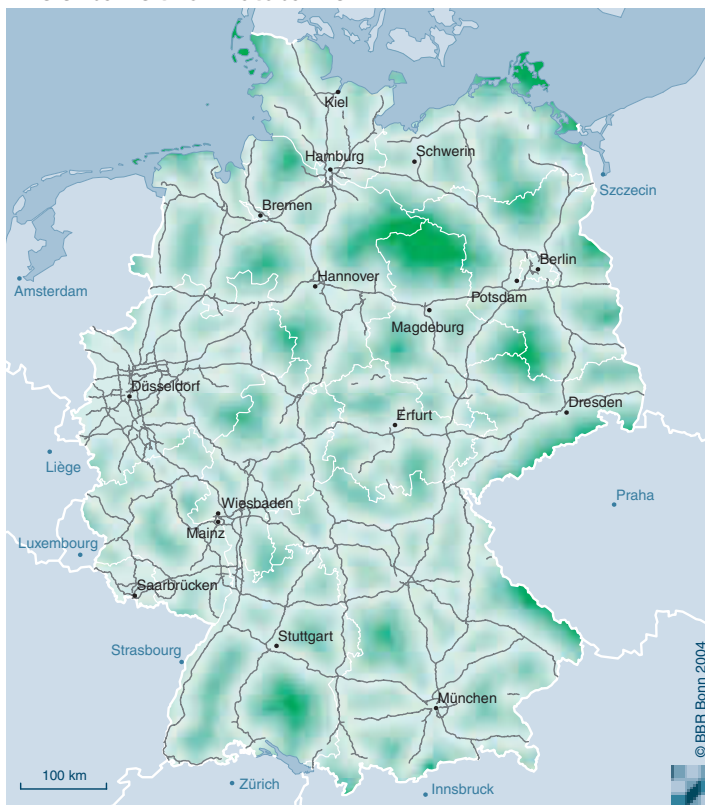 Kiel
Hamburg
Schwerin
Szczecin
Bremen
Berlin
Hannover
Amsterdam
Potsdam
Magdeburg
Düsseldorf
Dresden
Erfurt
Liège
Praha
Wiesbaden
Mainz
Luxembourg
Saarbrücken
Stuttgart
Strasbourg
München
© BBR Bonn 2004
100 km
Zürich
Innsbruck